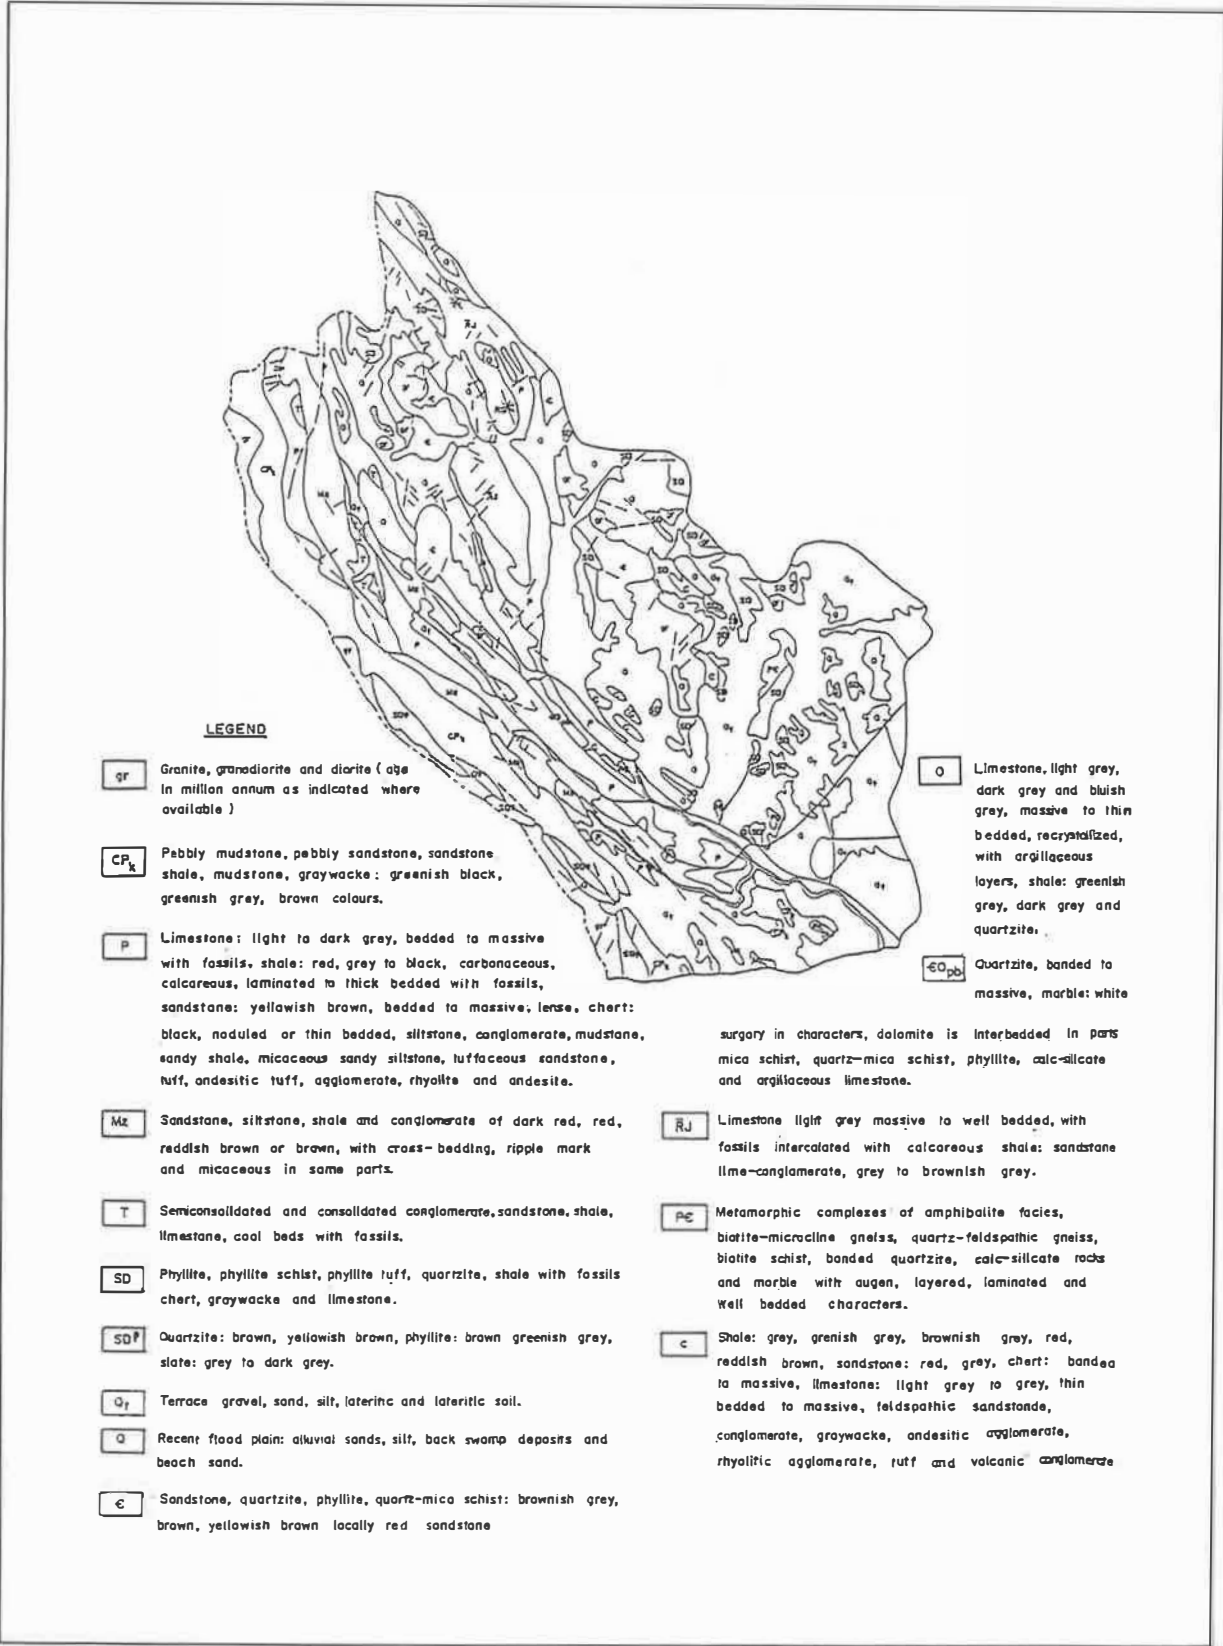 LEGEND
gr
Granite, granodiorite and diorite ( age
in million annum as indicated where
available )
CPk
Pebbly mudstone, pebbly sandstone, sandstone
shale, mudstone, graywacke : greenish black,
greenish grey, brown colours.
P
Limestone: light to dark gray, bedded to massive
with fossils, shale: red, grey to black, carbonaceous,
calcareous, laminated to thick bedded with fossils,
sandstone: yellowish brown, bedded to massive, lense, chert:
black, noduled or thin bedded, siltstone, conglomerate, mudstone,
sandy shale, micaceous sandy siltstone, tuffaceous sandstone,
tuff, andesitic tuff, agglomerate, rhyolite and andesite.
Mz
Sandstone, siltstone, shale and conglomerate of dark red, red,
reddish brown or brown, with cross-bedding, ripple mark
and micaceous in some parts.
T
Semiconsolidated and consolidated conglomerate, sandstone, shale,
limestone, coal beds with fossils.
SD
Phyllite, phyllite schist, phyllite tuff, quartzite, shale with fossils
chert, graywacke and limestone.
SDP
Quartzite: brown, yellowish brown, phyllite: brown greenish gray,
slate: grey to dark grey.
Qt
Terrace gravel, sand, silt, lateritic and lateritic soil.
Q
Recent flood plain: alluvial sands, silt, back swamp deposits and
beach sand.
Є
Sandstone, quartzite, phyllite, quartz-mica schist: brownish grey,
brown, yellowish brown locally red sandstone
O
Limestone, light grey,
dark grey and bluish
gray, massive to thin
bedded, recrystallized,
with argillaceous
layers, shale: greenish
gray, dark gray and
quartzite.
ЄOpb
Quartzite, banded to
massive, marble: white
surgary in characters, dolomite is interbedded in parts
mica schist, quartz-mica schist, phyllite, calc-silcate
and argillaceous limestone.
R̄J
Limestone light gray massive to well bedded, with
fossils intercalated with calcareous shale: sandstone
lime-conglamerate, grey to brownish grey.
PЄ
Metamorphic complexes of amphibalite facies,
biotite-microcline gneiss, quartz-feldspathic gneiss,
biotite schist, banded quartzite, calc-sillcate rocks
and marble with augen, layered, laminated and
Well bedded characters.
C
Shale: grey, grenish grey, brownish grey, red,
reddish brown, sandstone: red, grey, chert: banded
to massive, limestone: light grey to grey, thin
bedded to massive, feldspathic sandstonde,
conglomerate, graywacke, andesitic agglomerate,
rhyolitic agglomerate, tuff and volcanic conglomerate